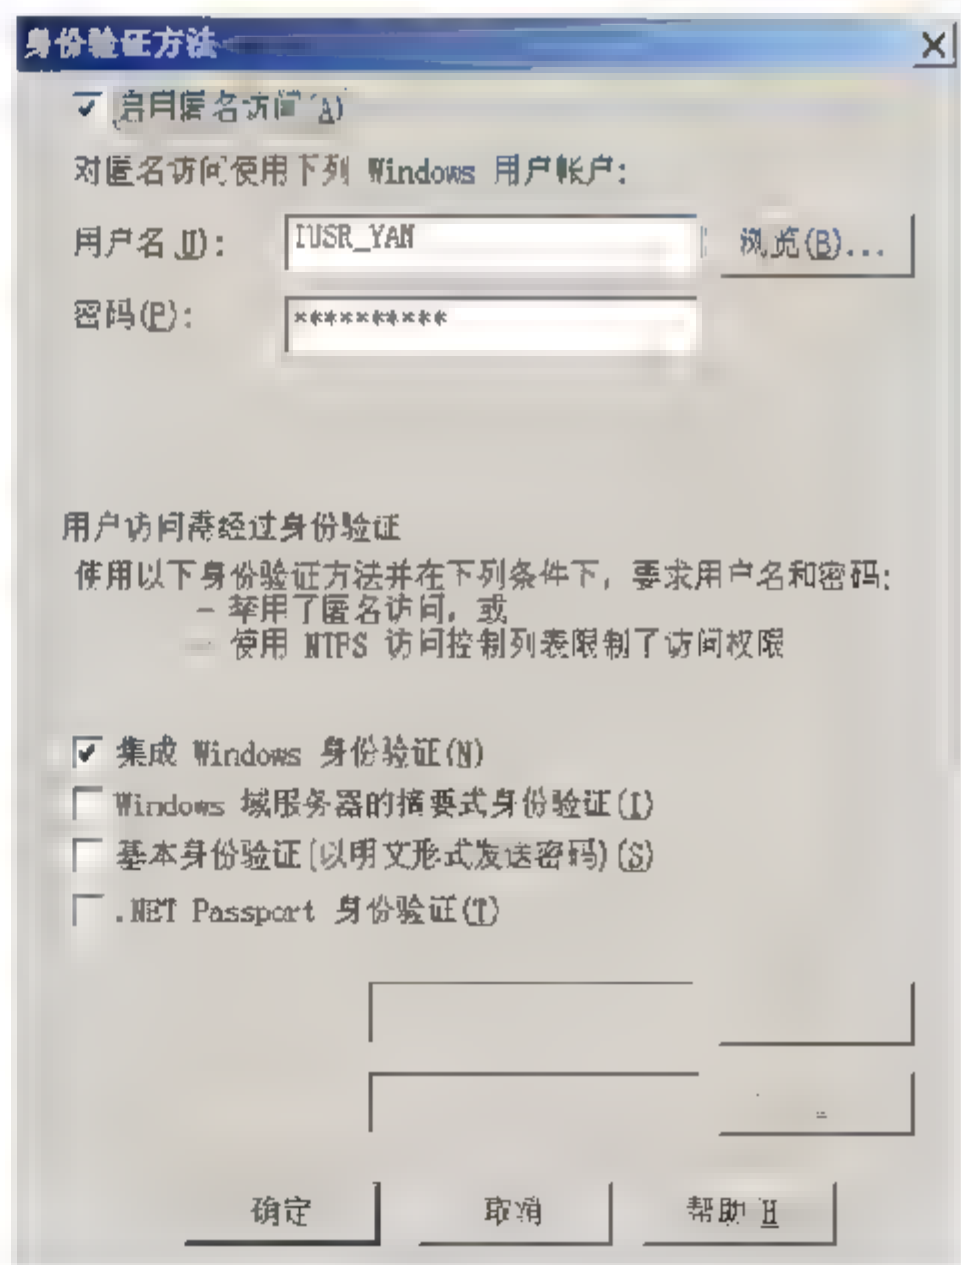 身份验证方法
启用匿名访问(A)
对匿名访问使用下列 Windows 用户帐户:
用户名(U): IUSR_YAN 浏览(B)...
密码(P): **********
用户访问需经过身份验证
使用以下身份验证方法并在下列条件下, 要求用户名和密码:
- 禁用了匿名访问, 或
- 使用 NTFS 访问控制列表限制了访问权限
集成 Windows 身份验证(N)
Windows 域服务器的摘要式身份验证(I)
基本身份验证(以明文形式发送密码)(S)
.NET Passport 身份验证(T)
确定 取消 帮助 H